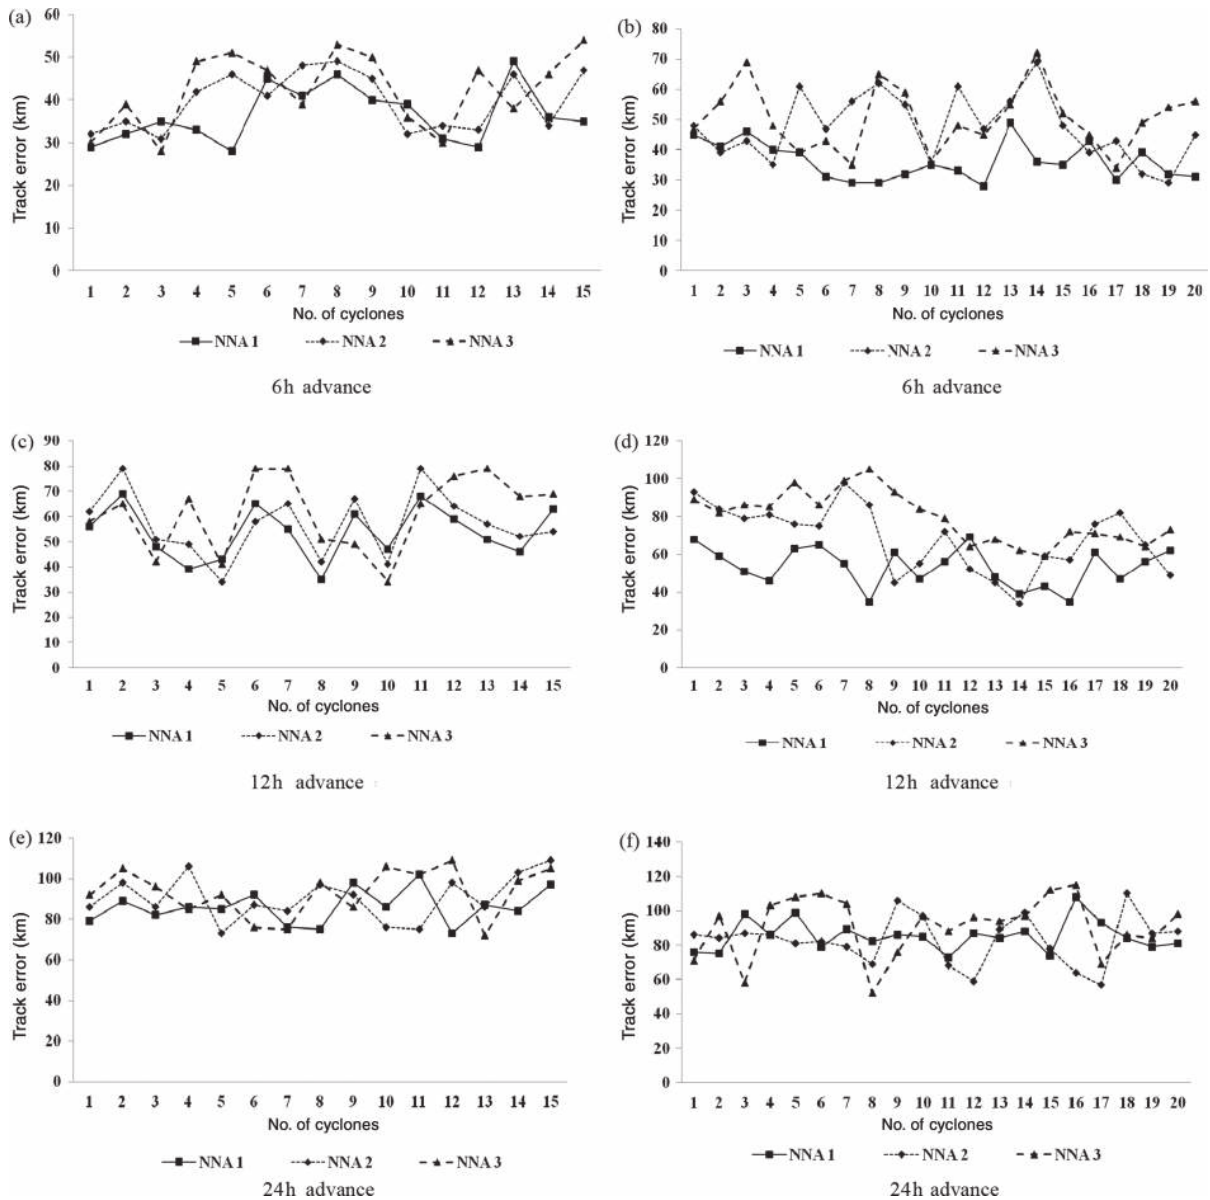 (a)
60
50
40
30
20
10
0
Track error (km)
1 2 3 4 5 6 7 8 9 10 11 12 13 14 15
No. of cyclones
NNA 1 NNA 2 NNA 3
6h advance
(b)
80
70
60
50
40
30
20
10
0
Track error (km)
1 2 3 4 5 6 7 8 9 10 11 12 13 14 15 16 17 18 19 20
No. of cyclones
NNA 1 NNA 2 NNA 3
6h advance
(c)
90
80
70
60
50
40
30
20
10
0
Track error (km)
1 2 3 4 5 6 7 8 9 10 11 12 13 14 15
No. of cyclones
NNA 1 NNA 2 NNA 3
12h advance
(d)
120
100
80
60
40
20
0
Track error (km)
1 2 3 4 5 6 7 8 9 10 11 12 13 14 15 16 17 18 19 20
No. of cyclones
NNA 1 NNA 2 NNA 3
12h advance
(e)
120
100
80
60
40
20
0
Track error (km)
1 2 3 4 5 6 7 8 9 10 11 12 13 14 15
No. of cyclones
NNA 1 NNA 2 NNA 3
24h advance
(f)
140
120
100
80
60
40
20
0
Track error (km)
1 2 3 4 5 6 7 8 9 10 11 12 13 14 15 16 17 18 19 20
No. of cyclones
NNA 1 NNA 2 NNA 3
24h advance